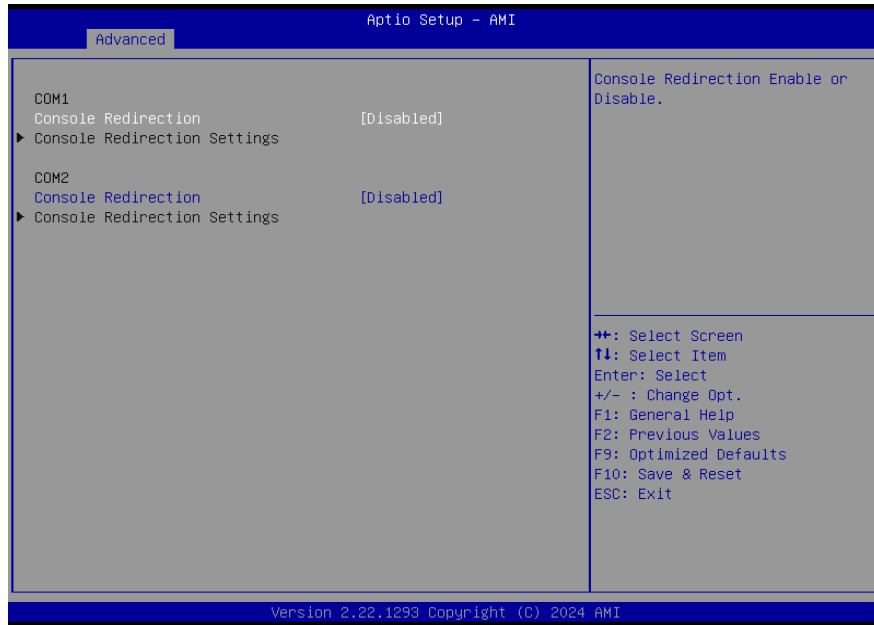 Aptio Setup – AMI
Advanced
COM1
Console Redirection [Disabled]
▶ Console Redirection Settings
COM2
Console Redirection [Disabled]
▶ Console Redirection Settings
Console Redirection Enable or
Disable.
→←: Select Screen
↑↓: Select Item
Enter: Select
+/- : Change Opt.
F1: General Help
F2: Previous Values
F9: Optimized Defaults
F10: Save & Reset
ESC: Exit
Version 2.22.1293 Copyright (C) 2024 AMI